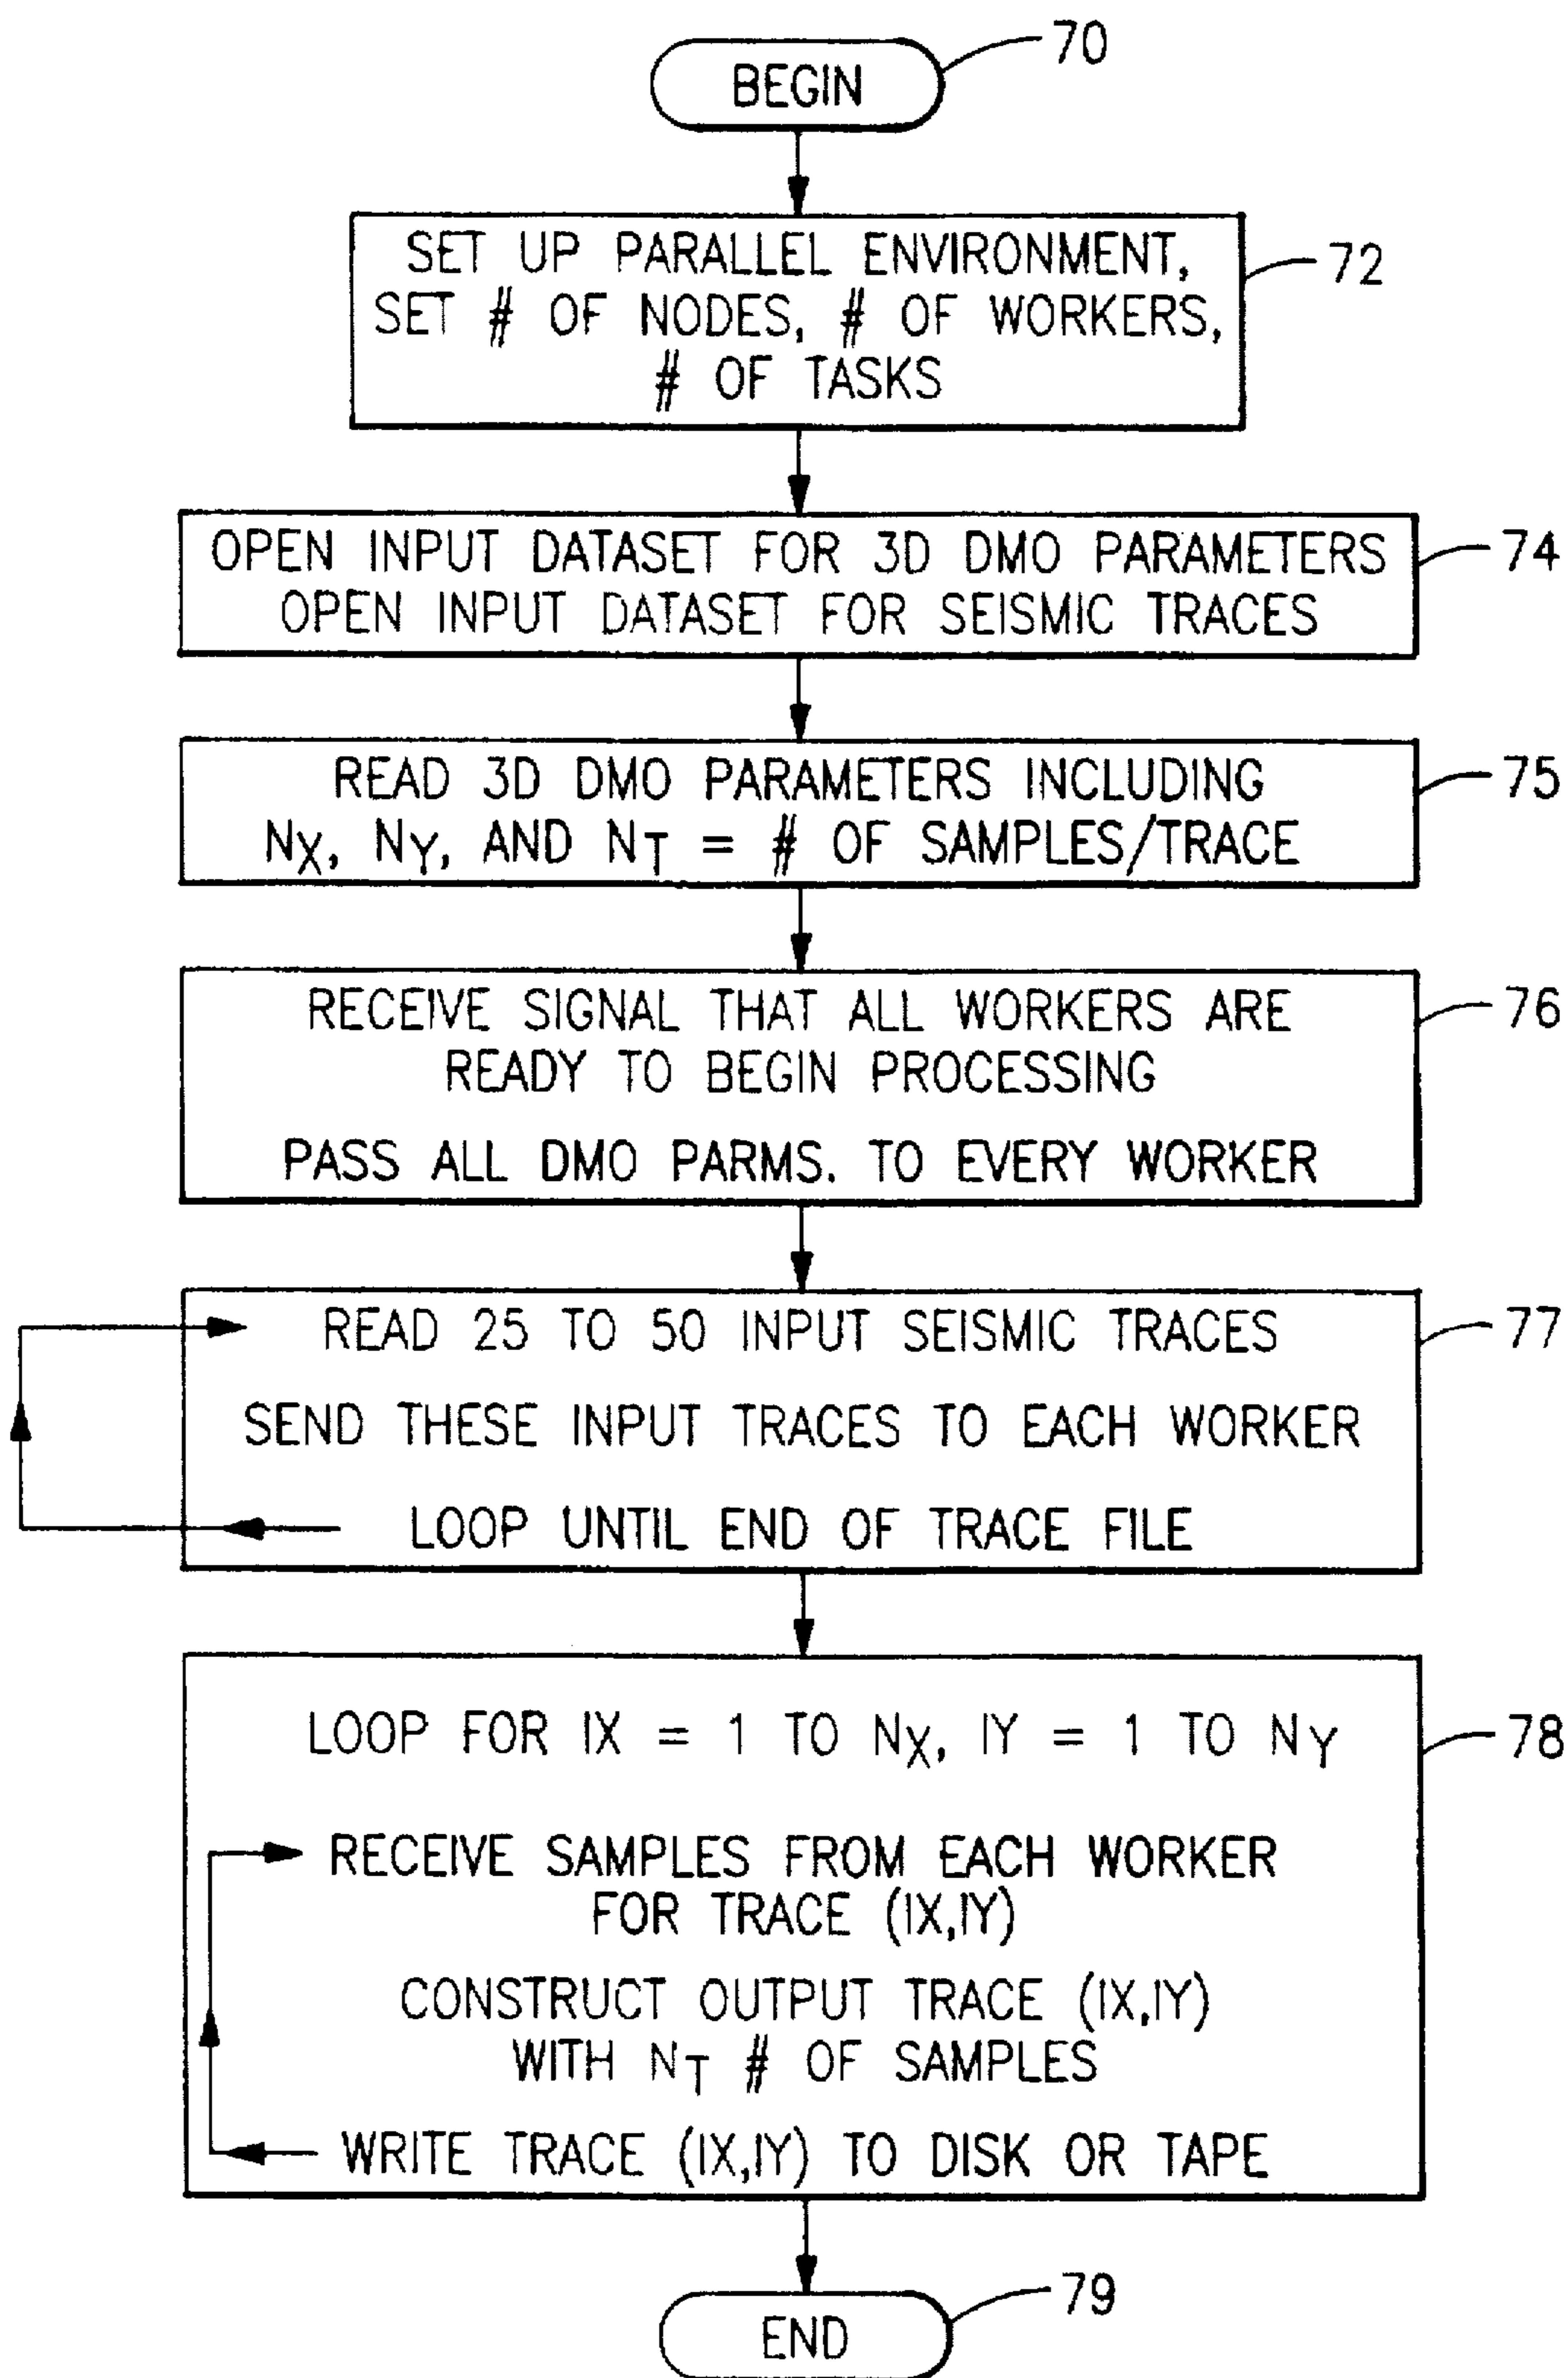 70
BEGIN
SET UP PARALLEL ENVIRONMENT,
SET # OF NODES, # OF WORKERS,
# OF TASKS
72
OPEN INPUT DATASET FOR 3D DMO PARAMETERS
OPEN INPUT DATASET FOR SEISMIC TRACES
74
READ 3D DMO PARAMETERS INCLUDING
NX, NY, AND NT = # OF SAMPLES/TRACE
75
RECEIVE SIGNAL THAT ALL WORKERS ARE
READY TO BEGIN PROCESSING
PASS ALL DMO PARMS. TO EVERY WORKER
76
READ 25 TO 50 INPUT SEISMIC TRACES
SEND THESE INPUT TRACES TO EACH WORKER
LOOP UNTIL END OF TRACE FILE
77
LOOP FOR IX = 1 TO NX, IY = 1 TO NY
RECEIVE SAMPLES FROM EACH WORKER
FOR TRACE (IX,IY)
CONSTRUCT OUTPUT TRACE (IX,IY)
WITH NT # OF SAMPLES
WRITE TRACE (IX,IY) TO DISK OR TAPE
78
79
END